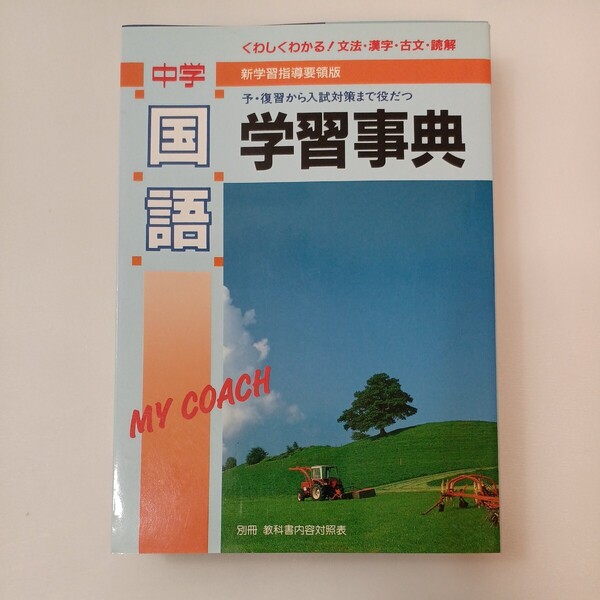 くわしくわかる!文法・漢字・古文・読解
中学
新学習指導要領版
予・復習から入試対策まで役だつ
国語
学習事典
MY COACH
別冊 教科書内容対照表